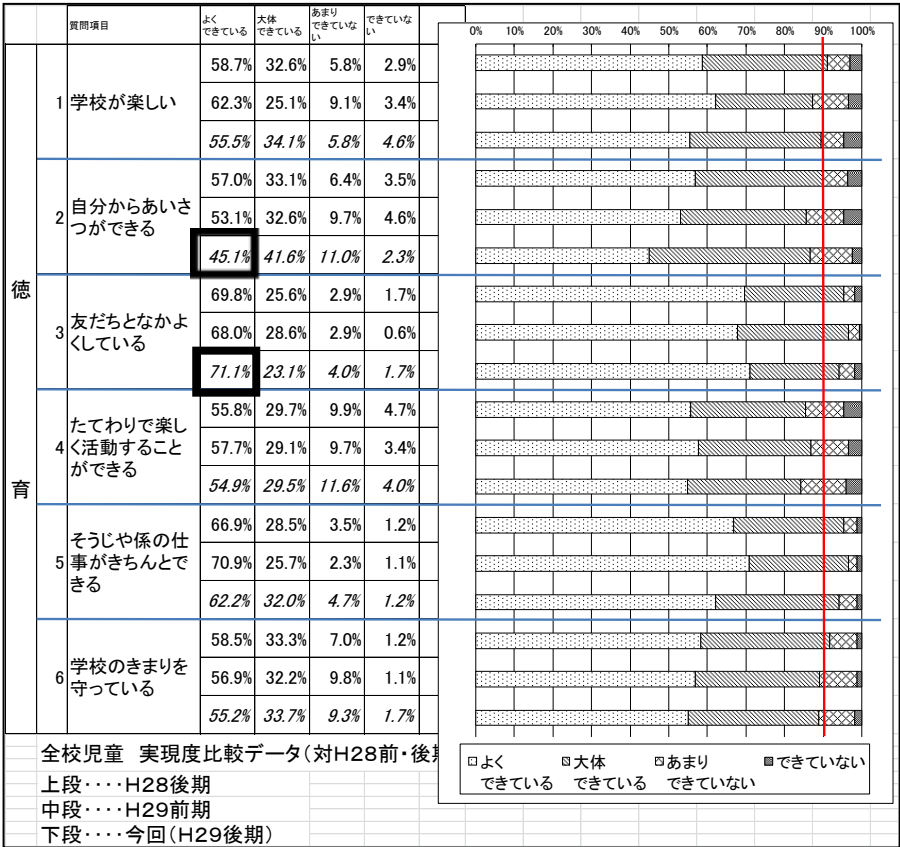 質問項目
よく
できている
大体
できている
あまり
できていな
い
できていな
い
0% 10% 20% 30% 40% 50% 60% 70% 80% 90% 100%
徳
育
1 学校が楽しい
58.7% 32.6% 5.8% 2.9%
62.3% 25.1% 9.1% 3.4%
55.5% 34.1% 5.8% 4.6%
2 自分からあいさ
つができる
57.0% 33.1% 6.4% 3.5%
53.1% 32.6% 9.7% 4.6%
45.1% 41.6% 11.0% 2.3%
3 友だちとなかよ
くしている
69.8% 25.6% 2.9% 1.7%
68.0% 28.6% 2.9% 0.6%
71.1% 23.1% 4.0% 1.7%
4 たてわりで楽し
く活動すること
ができる
55.8% 29.7% 9.9% 4.7%
57.7% 29.1% 9.7% 3.4%
54.9% 29.5% 11.6% 4.0%
5 そうじや係の仕
事がきちんとで
きる
66.9% 28.5% 3.5% 1.2%
70.9% 25.7% 2.3% 1.1%
62.2% 32.0% 4.7% 1.2%
6 学校のきまりを
守っている
58.5% 33.3% 7.0% 1.2%
56.9% 32.2% 9.8% 1.1%
55.2% 33.7% 9.3% 1.7%
全校児童 実現度比較データ(対H28前・後
上段････H28後期
中段････H29前期
下段････今回(H29後期)
よく
できている
大体
できている
あまり
できていない
できていない